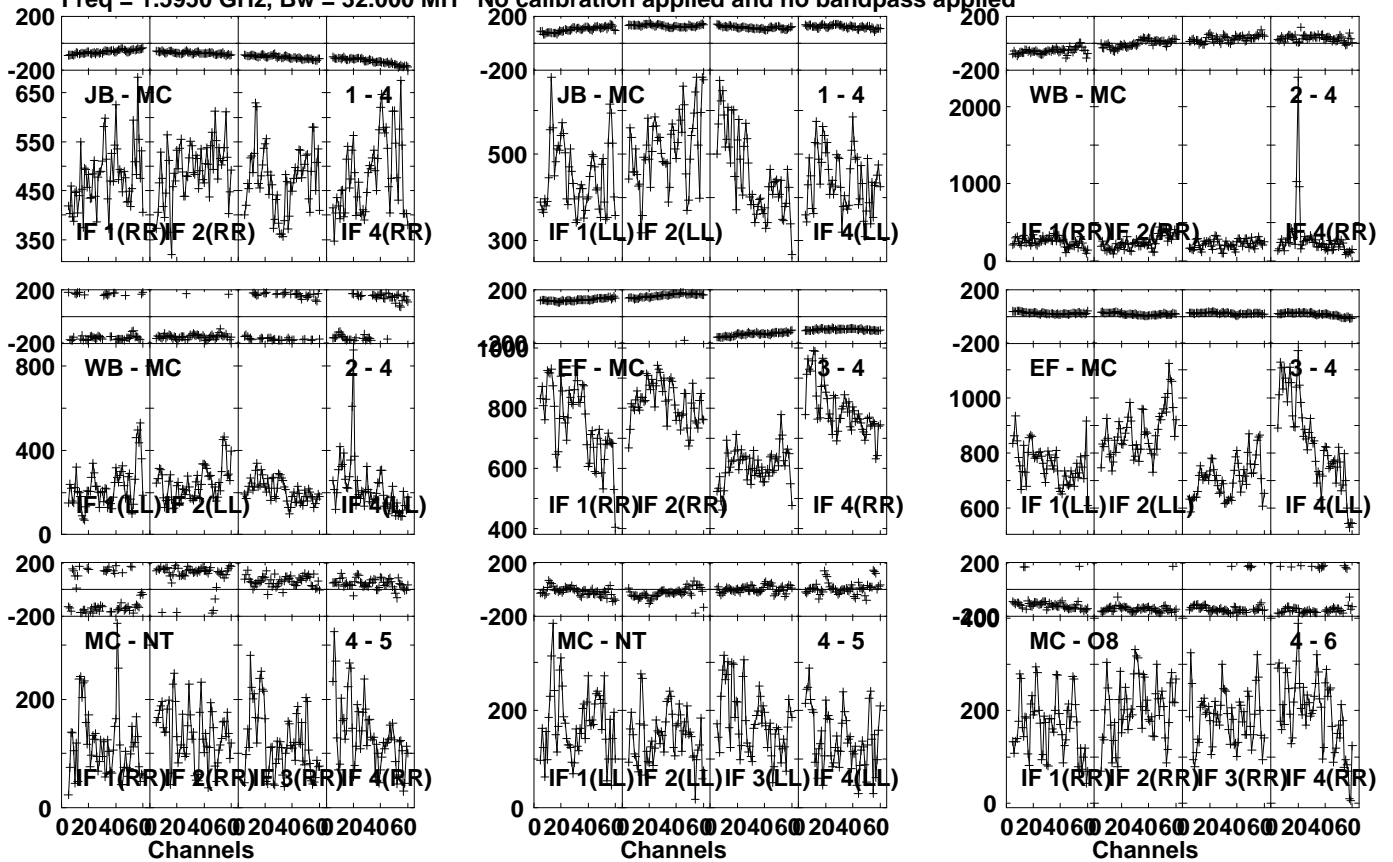 Freq = 1.5950 GHz, Bw = 32.000 MH No calibration applied and no bandpass applied
200
-200
650
550
450
350
JB - MC 1 - 4
IF 1(RR) IF 2(RR) IF 4(RR)
200
-200
500
300
JB - MC 1 - 4
IF 1(LL) IF 2(LL) IF 4(LL)
200
-200
2000
1000
0
WB - MC 2 - 4
IF 1(RR) IF 2(RR) IF 4(RR)
200
-200
800
400
0
WB - MC 2 - 4
IF 1(LL) IF 2(LL) IF 4(LL)
200
-200
1000
800
600
400
EF - MC 3 - 4
IF 1(RR) IF 2(RR) IF 4(RR)
200
-200
1000
800
600
EF - MC 3 - 4
IF 1(LL) IF 2(LL) IF 4(LL)
200
-200
200
0
MC - NT 4 - 5
IF 1(RR) IF 2(RR) IF 3(RR) IF 4(RR)
0 20 40 60 0 20 40 60 0 20 40 60 0 20 40 60
Channels
200
-200
200
0
MC - NT 4 - 5
IF 1(LL) IF 2(LL) IF 3(LL) IF 4(LL)
0 20 40 60 0 20 40 60 0 20 40 60 0 20 40 60
Channels
200
-200
400
200
0
MC - O8 4 - 6
IF 1(RR) IF 2(RR) IF 3(RR) IF 4(RR)
0 20 40 60 0 20 40 60 0 20 40 60 0 20 40 60
Channels